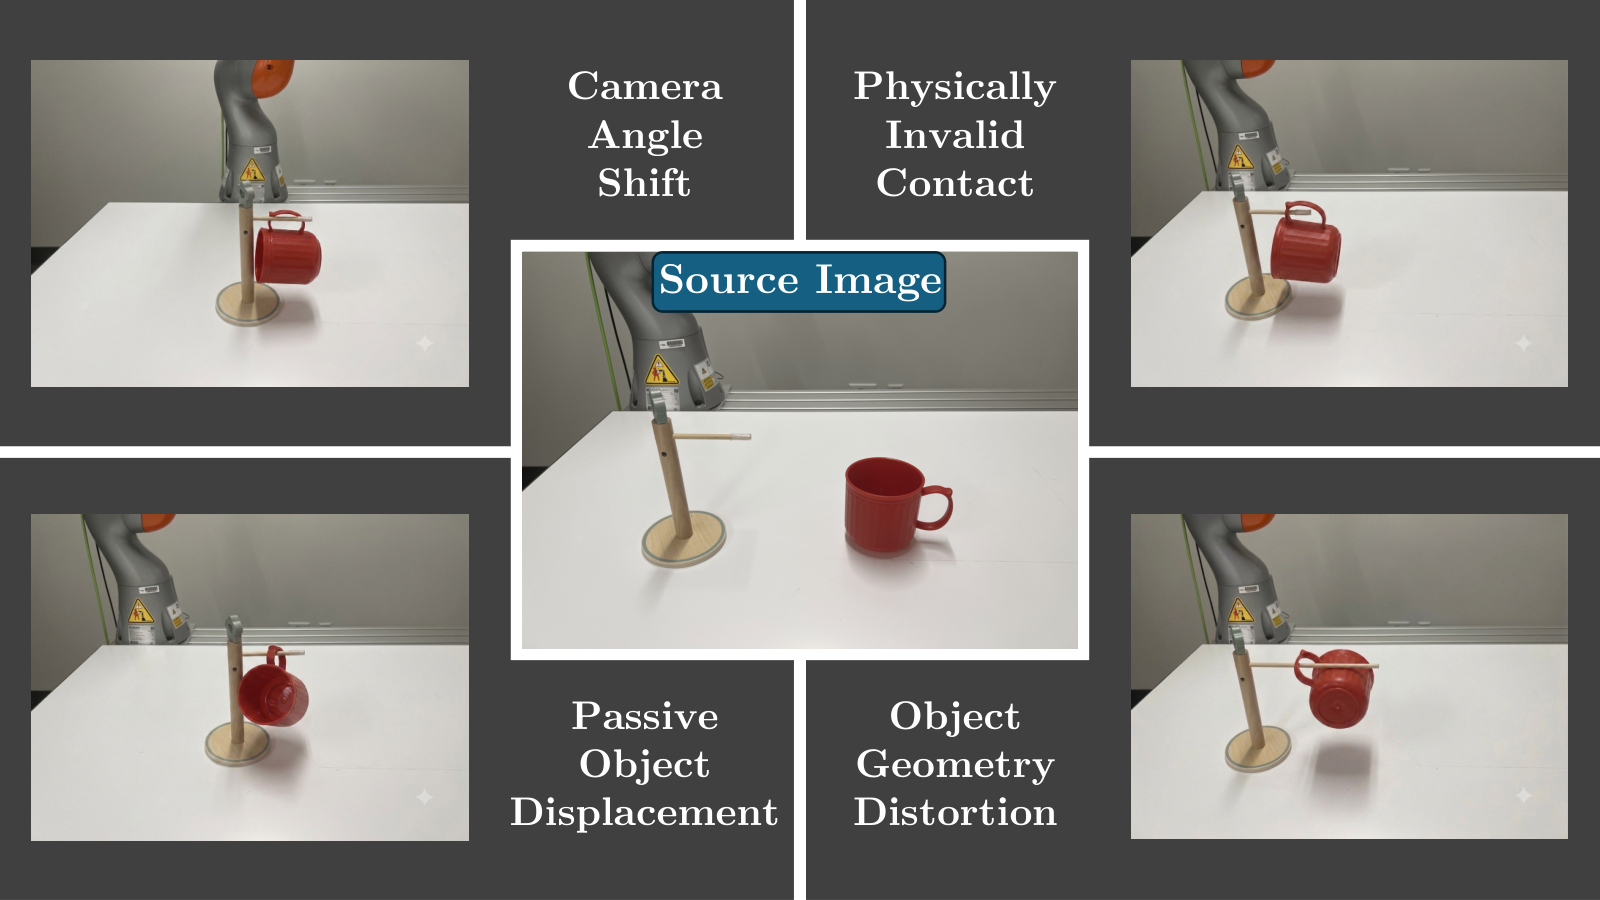 Camera
Angle
Shift
Physically
Invalid
Contact
Source Image
Passive
Object
Displacement
Object
Geometry
Distortion